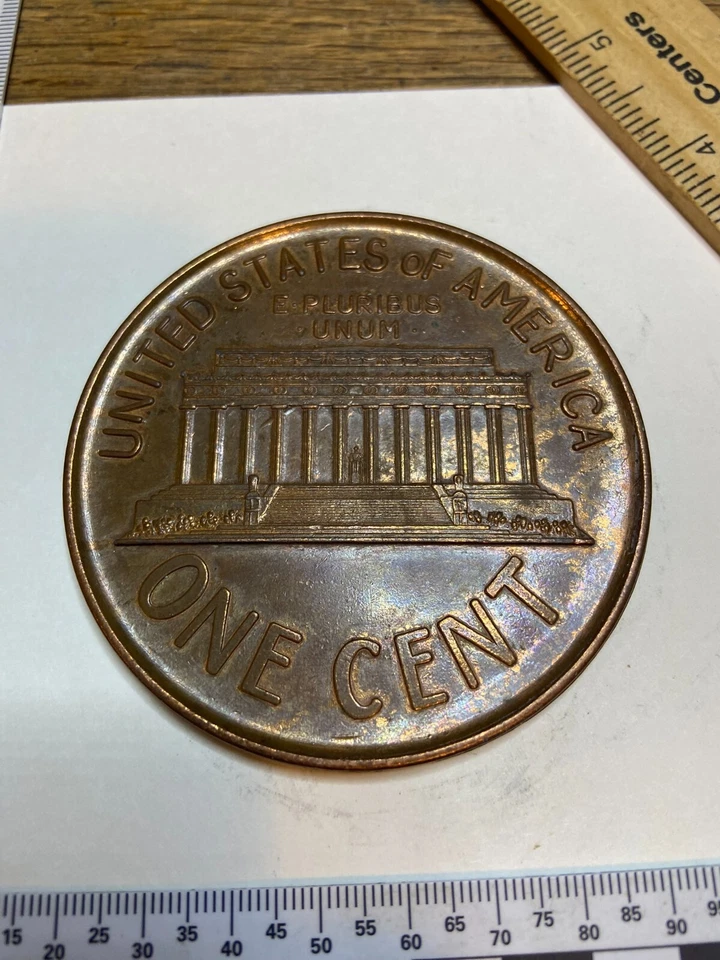 Centers
5
4
UNITED STATES OF AMERICA
E·PLURIBUS
·UNUM·
ONE CENT
15 20 25 30 35 40 45 50 55 60 65 70 75 80 85 90